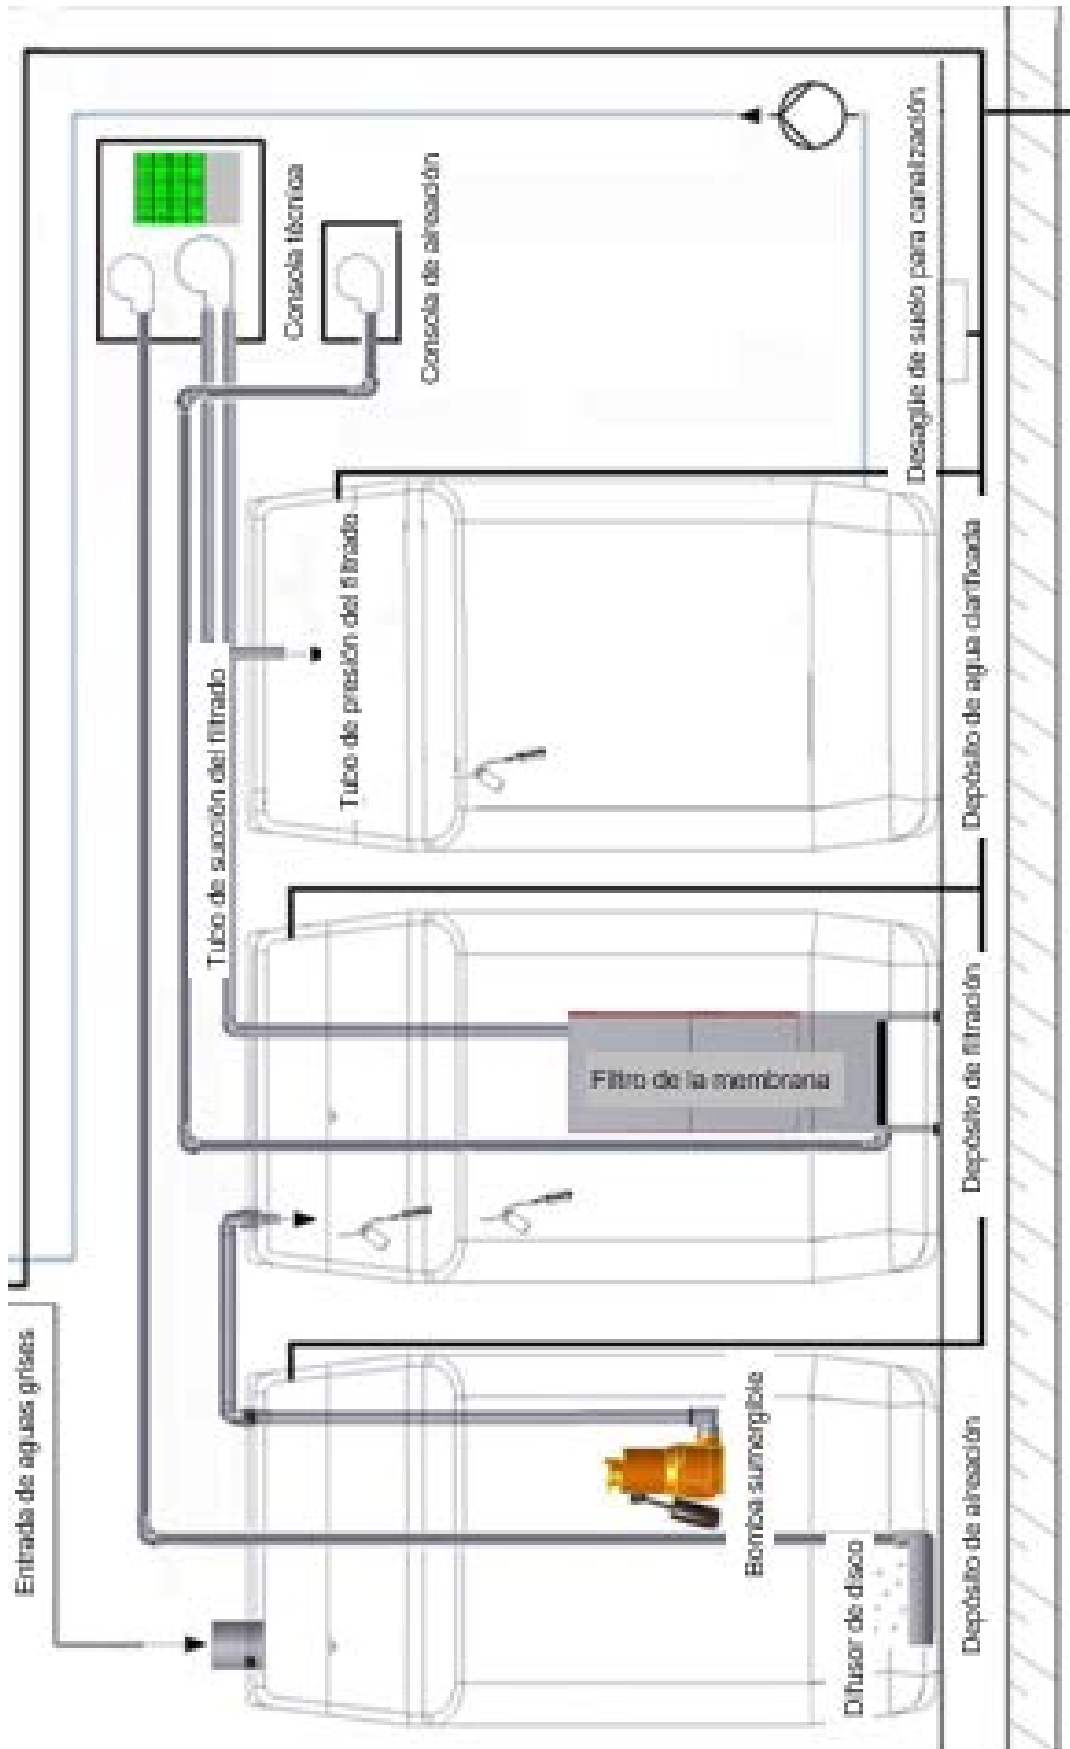 Entrada de aguas grises
Consola técnica
Consola de aireación
Tubo de succión del filtrado
Tubo de presión del filtrado
Filtro de la membrana
Bomba sumergible
Difusor de disco
Desagüe de suelo para canalización
Depósito de aireación
Depósito de filtración
Depósito de agua clarificada